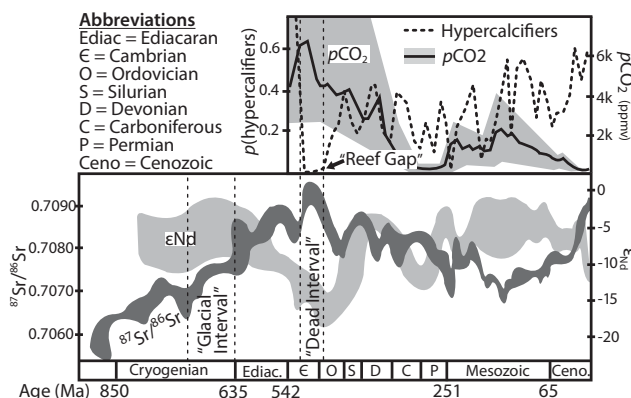 Abbreviations
Ediac = Ediacaran
Є = Cambrian
O = Ordovician
S = Silurian
D = Devonian
C = Carboniferous
P = Permian
Ceno = Cenozoic
p(hypercalifiers)
0.6
0.4
0.2
pCO₂
Hypercalcifiers
pCO2
"Reef Gap"
6k
4k
2k
pCO₂ (ppmv)
⁸⁷Sr/⁸⁶Sr
0.7090
0.7080
0.7070
0.7060
εNd
⁸⁷Sr/⁸⁶Sr
"Glacial
Interval"
"Dead Interval"
0
-5
-10
-15
-20
εNd
Cryogenian Ediac. Є O S D C P Mesozoic Ceno.
Age (Ma) 850 635 542 251 65